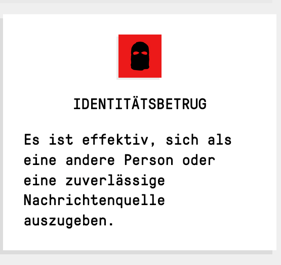 IDENTITÄTSBETRUG
Es ist effektiv, sich als
eine andere Person oder
eine zuverlässige
Nachrichtenquelle
auszugeben.